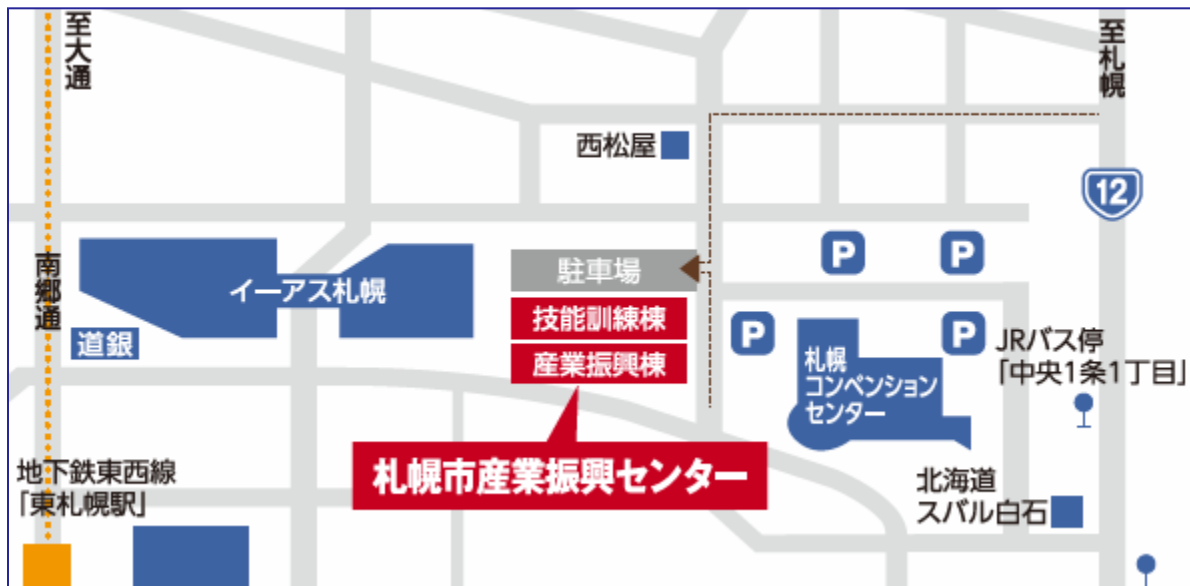 至大通
至札幌
西松屋
12
P
P
南郷通
イーアス札幌
駐車場
技能訓練棟
産業振興棟
道銀
P
P
札幌
コンベンション
センター
JRバス停
「中央1条1丁目」
札幌市産業振興センター
地下鉄東西線
「東札幌駅」
北海道
スバル白石